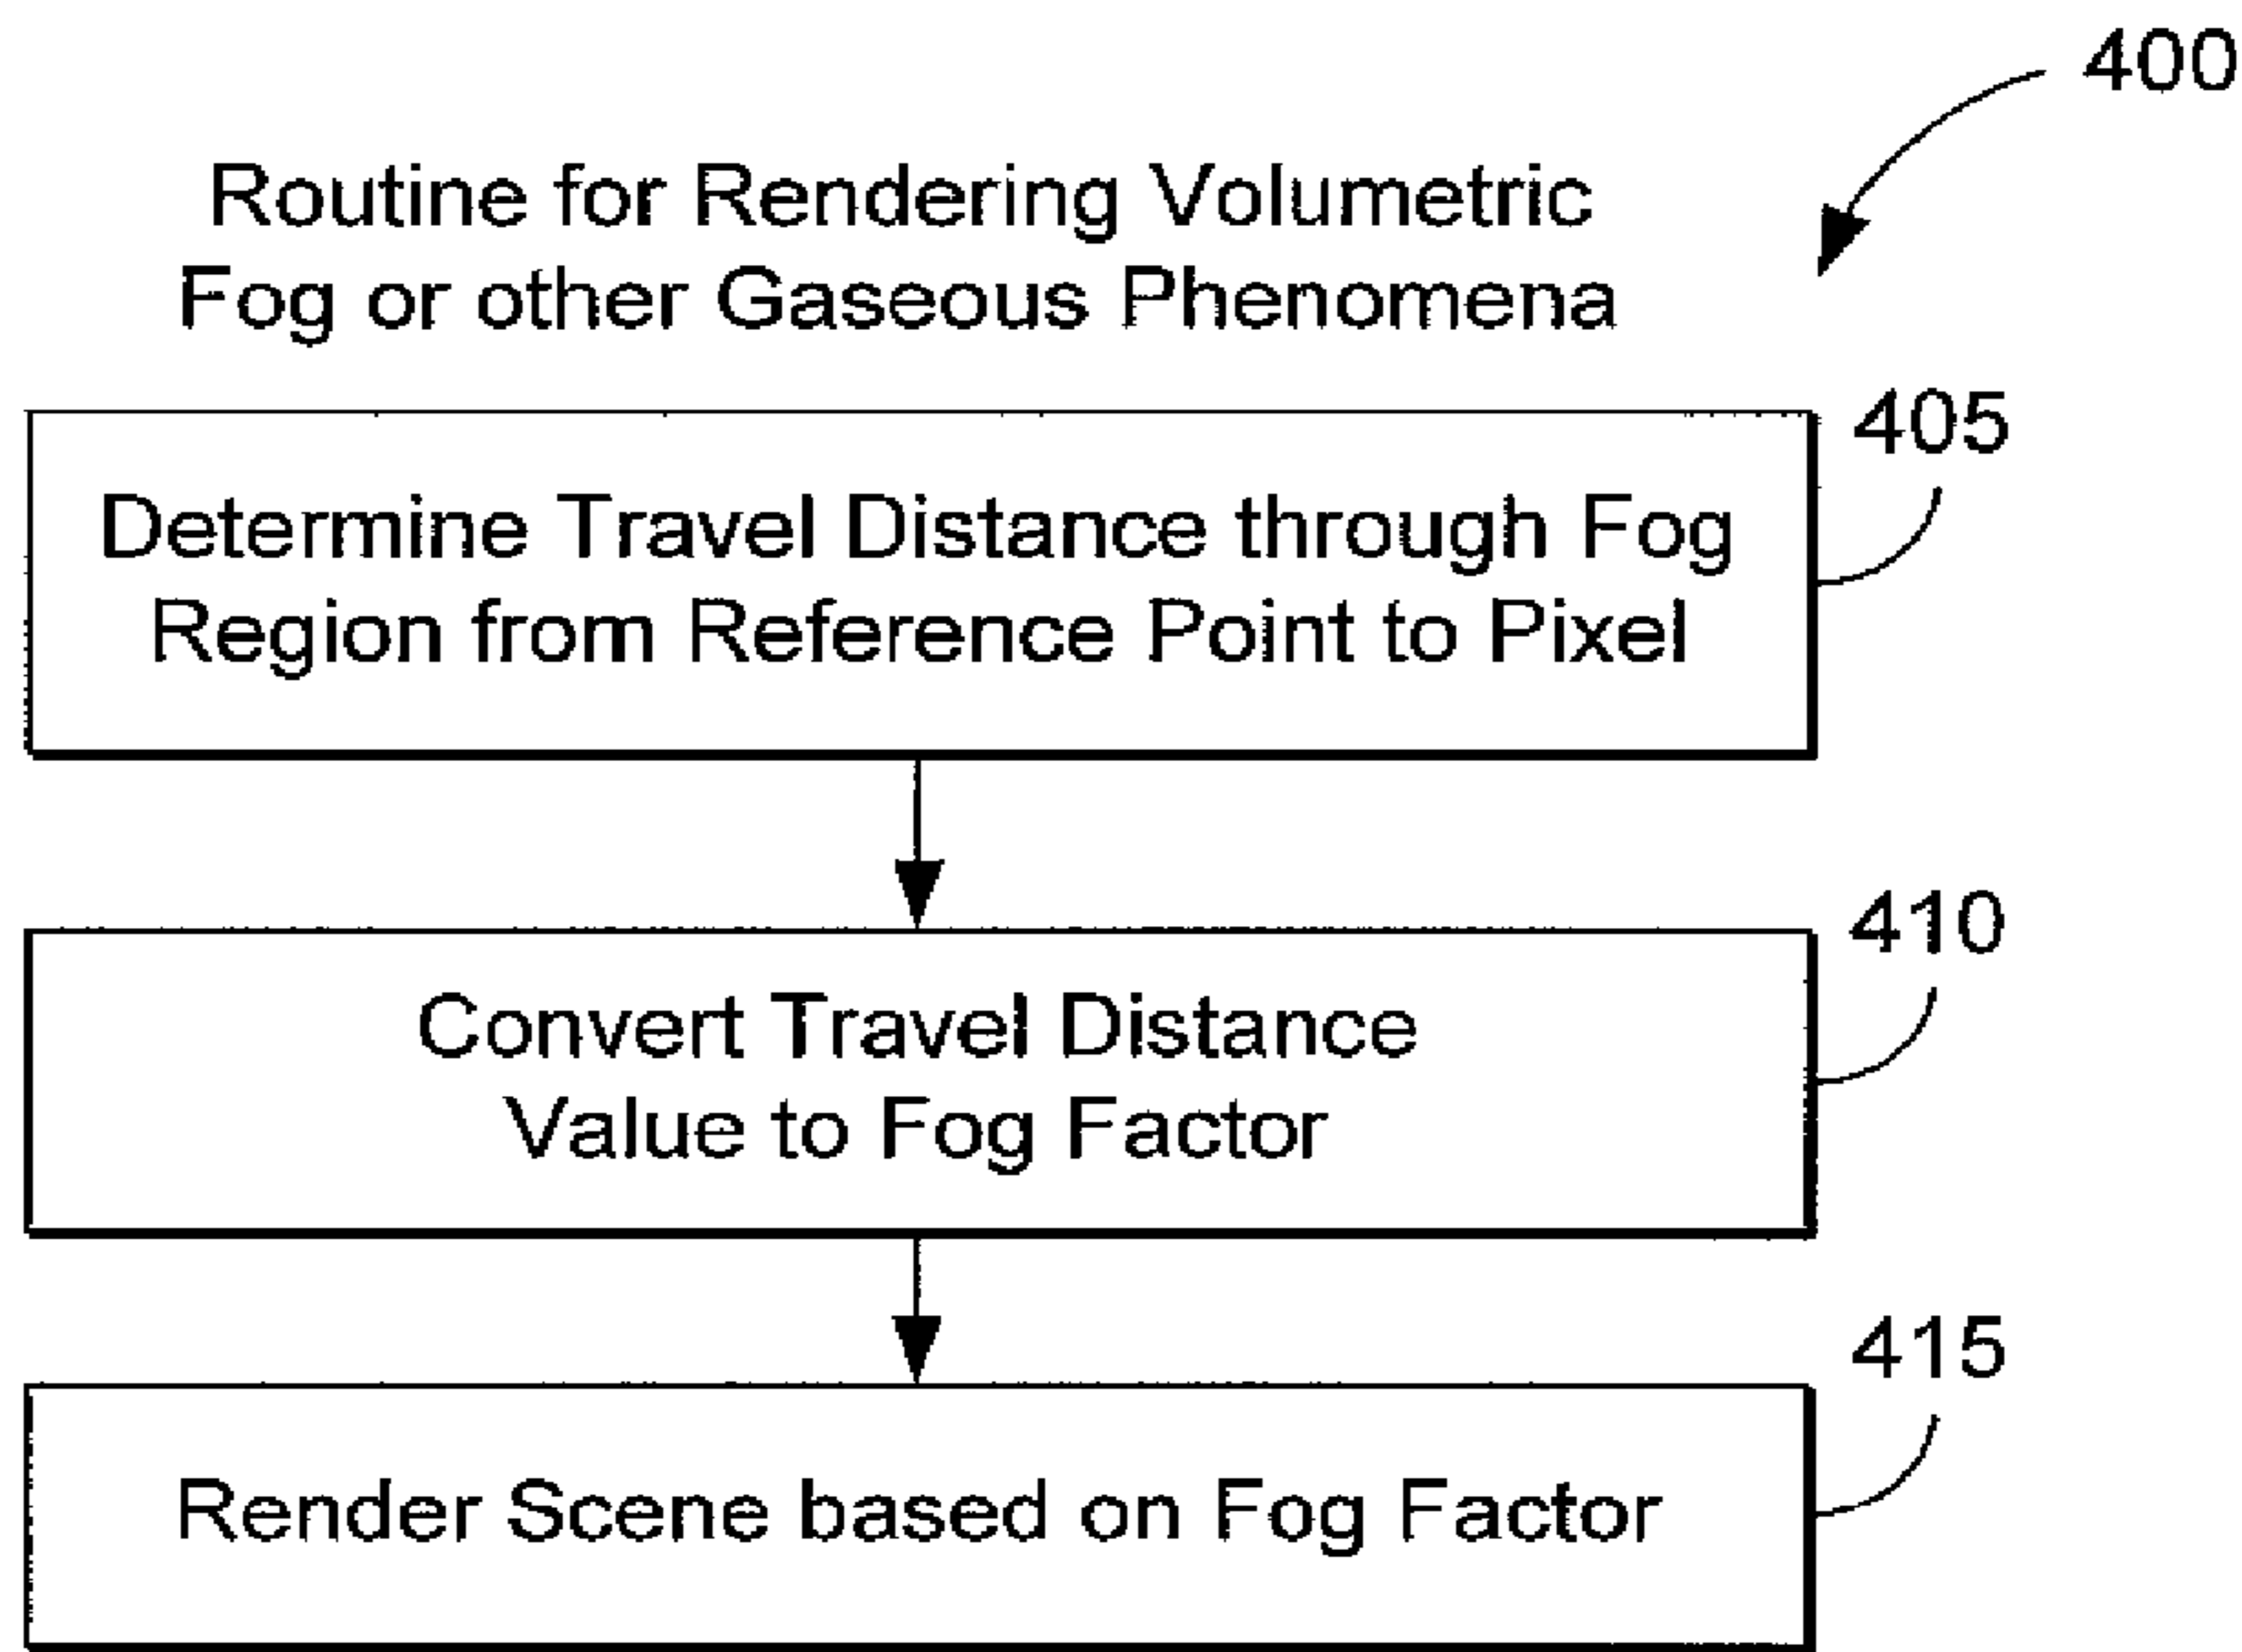 400
Routine for Rendering Volumetric
Fog or other Gaseous Phenomena
405
Determine Travel Distance through Fog
Region from Reference Point to Pixel
410
Convert Travel Distance
Value to Fog Factor
415
Render Scene based on Fog Factor